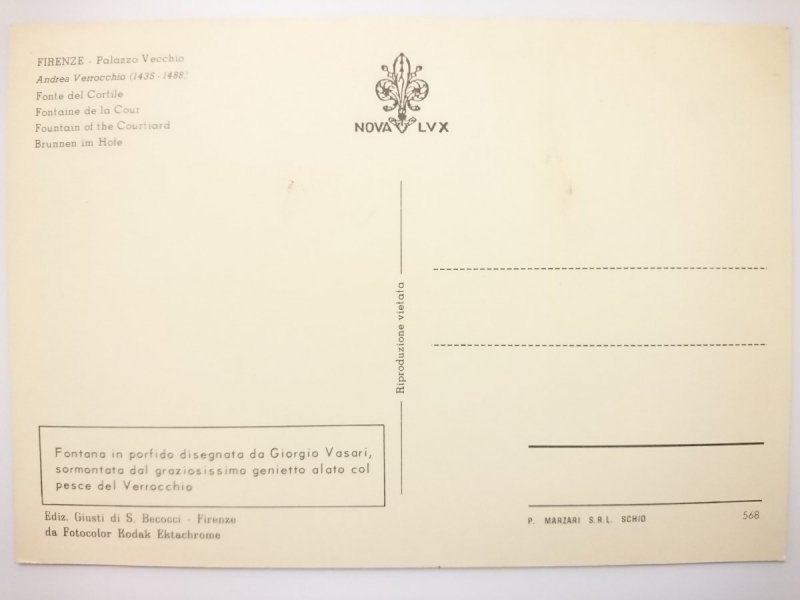 FIRENZE - Palazzo Vecchio
Andrea Verrocchio (1435 - 1488)
Fonte del Cortile
Fontaine de la Cour
Fountain of the Courtiard
Brunnen im Hofe
NOVA LVX
Riproduzione vietata
Fontana in porfido disegnata da Giorgio Vasari,
sormontata dal graziosissimo genietto alato col
pesce del Verrocchio
Ediz. Giusti di S. Becocci - Firenze
da Fotocolor Kodak Ektachrome
P. MARZARI S.R.L. SCHIO 568